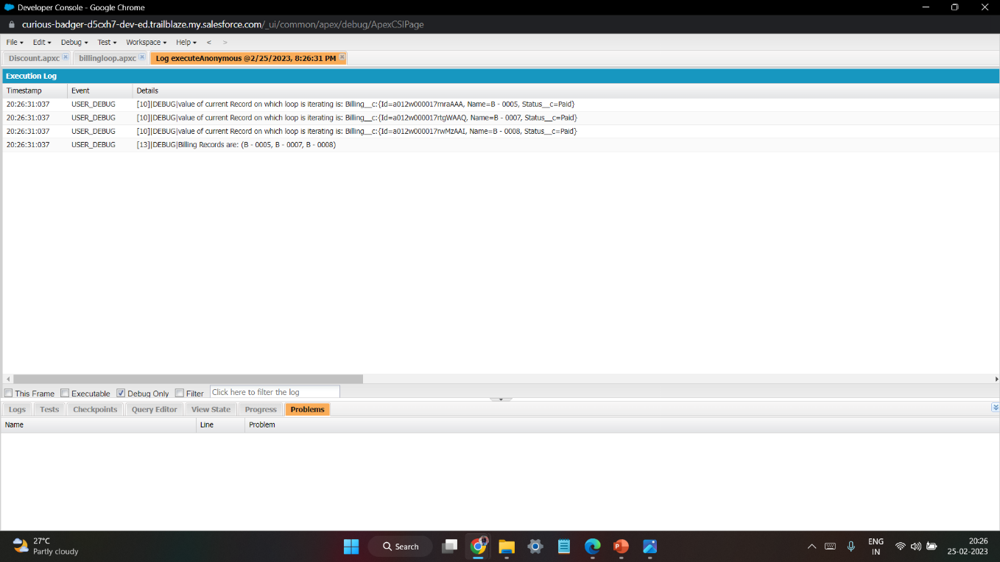 Developer Console - Google Chrome
curious-badger-d5cxh7-dev-ed.trailblaze.my.salesforce.com/_ui/common/apex/debug/ApexCSIPage
File Edit Debug Test Workspace Help < >
Discount.apxc billingloop.apxc Log executeAnonymous @2/25/2023, 8:26:31 PM
Execution Log
Timestamp Event Details
20:26:31:037 USER_DEBUG [10]|DEBUG|value of current Record on which loop is iterating is: Billing__c:{Id=a012w000017rnraAAA, Name=B - 0005, Status__c=Paid}
20:26:31:037 USER_DEBUG [10]|DEBUG|value of current Record on which loop is iterating is: Billing__c:{Id=a012w000017rtgWAAQ, Name=B - 0007, Status__c=Paid}
20:26:31:037 USER_DEBUG [10]|DEBUG|value of current Record on which loop is iterating is: Billing__c:{Id=a012w000017rwMzAAI, Name=B - 0008, Status__c=Paid}
20:26:31:037 USER_DEBUG [13]|DEBUG|Billing Records are: (B - 0005, B - 0007, B - 0008)
This Frame Executable Debug Only Filter Click here to filter the log
Logs Tests Checkpoints Query Editor View State Progress Problems
Name Line Problem
27°C
Partly cloudy
Search
ENG
IN
20:26
25-02-2023